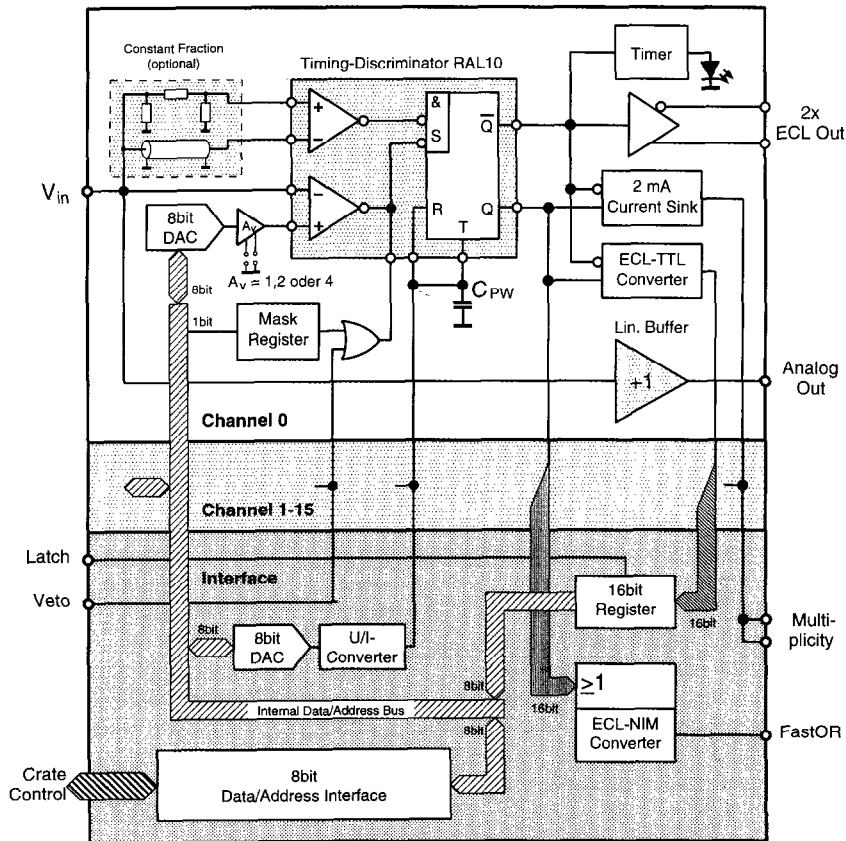 Constant Fraction
(optional)
Timing-Discriminator RAL10
Timer
+
−
&
S
Q̅
2x
ECL Out
V_in
−
+
R
Q
T
2 mA
Current Sink
8bit
DAC
A_v
A_v = 1,2 oder 4
C_PW
ECL-TTL
Converter
8bit
1bit
Mask
Register
Lin. Buffer
+1
Analog
Out
Channel 0
Channel 1-15
Latch
Interface
Veto
16bit
Register
16bit
Multi-
plicity
8bit
8bit
DAC
U/I-
Converter
8bit
16bit
≥1
Internal Data/Address Bus
8bit
ECL-NIM
Converter
FastOR
Crate
Control
8bit
Data/Address Interface